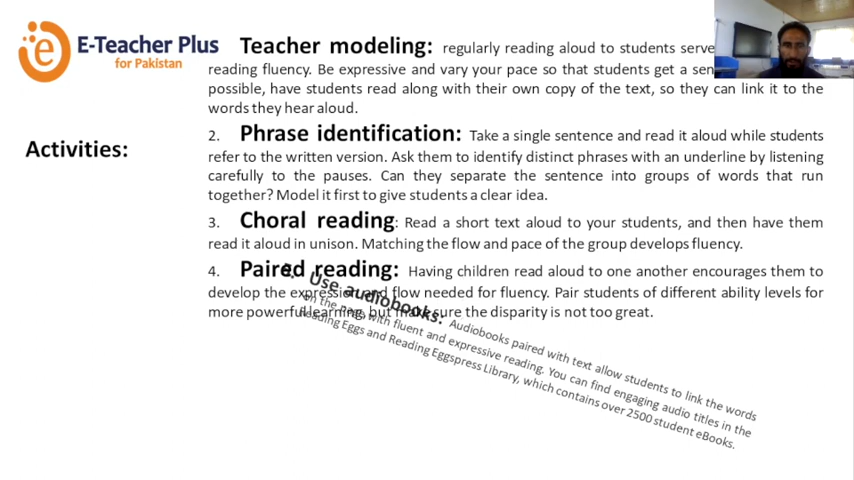 E-Teacher Plus
for Pakistan
Activities:
Teacher modeling: regularly reading aloud to students serve
reading fluency. Be expressive and vary your pace so that students get a sen
possible, have students read along with their own copy of the text, so they can link it to the
words they hear aloud.
2. Phrase identification: Take a single sentence and read it aloud while students
refer to the written version. Ask them to identify distinct phrases with an underline by listening
carefully to the pauses. Can they separate the sentence into groups of words that run
together? Model it first to give students a clear idea.
3. Choral reading: Read a short text aloud to your students, and then have them
read it aloud in unison. Matching the flow and pace of the group develops fluency.
4. Paired reading: Having children read aloud to one another encourages them to
develop the expression and flow needed for fluency. Pair students of different ability levels for
more powerful learning, but make sure the disparity is not too great.
5. Use audiobooks: Audiobooks paired with text allow students to link the words
on the page with fluent and expressive reading. You can find engaging audio titles in the
Reading Eggs and Reading Eggspress Library, which contains over 2500 student eBooks.